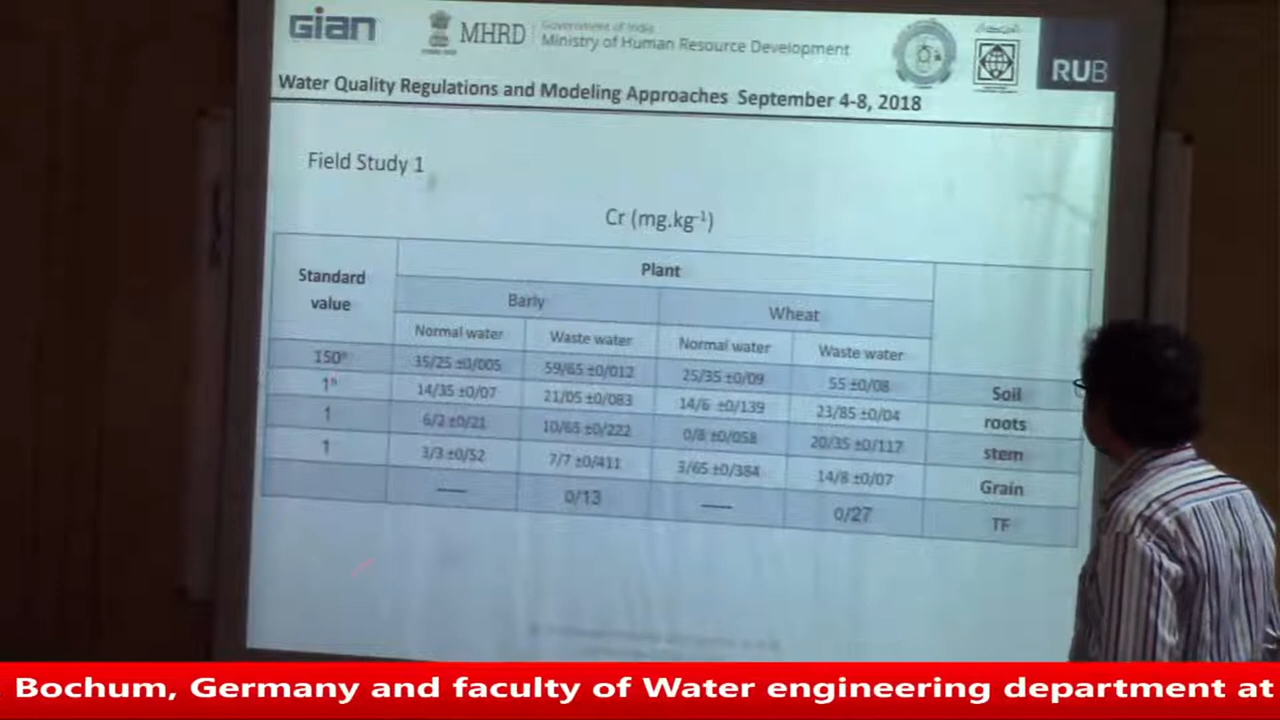 GIAN
MHRD
Government of India
Ministry of Human Resource Development
RUB
Water Quality Regulations and Modeling Approaches September 4-8, 2018
Field Study 1
Cr (mg.kg⁻¹)
Standard value Plant
Barly Wheat
Normal water Waste water Normal water Waste water
150ᵃ 35/25 ±0/005 59/65 ±0/012 25/35 ±0/09 55 ±0/08 Soil
1ᵇ 14/35 ±0/07 21/05 ±0/083 14/6 ±0/139 23/85 ±0/04 roots
1 6/2 ±0/21 10/65 ±0/222 0/8 ±0/058 20/35 ±0/117 stem
1 3/3 ±0/52 7/7 ±0/411 3/65 ±0/384 14/8 ±0/07 Grain
— 0/13 — 0/27 TF
Bochum, Germany and faculty of Water engineering department at